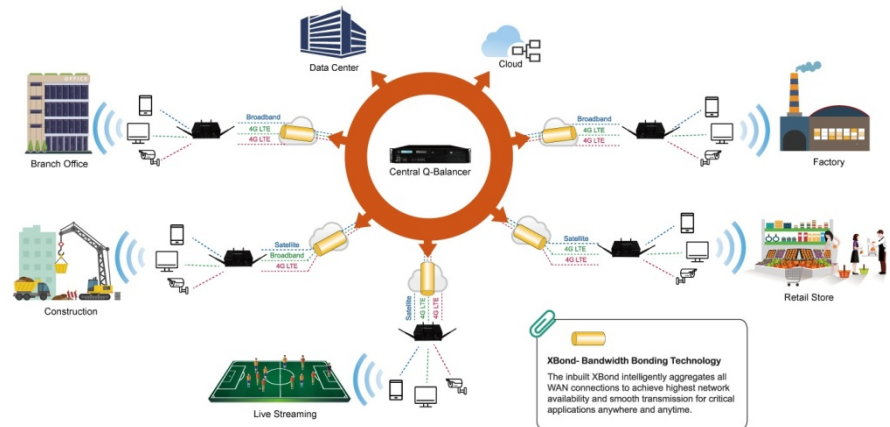 Data Center
Cloud
OFFICE
Branch Office
Broadband
4G LTE
4G LTE
Central Q-Balancer
Broadband
4G LTE
4G LTE
Factory
Construction
Satellite
Broadband
4G LTE
Satellite
4G LTE
4G LTE
Satellite
4G LTE
4G LTE
Retail Store
Live Streaming
XBond- Bandwidth Bonding Technology
The inbuilt XBond intelligently aggregates all
WAN connections to achieve highest network
availability and smooth transmission for critical
applications anywhere and anytime.